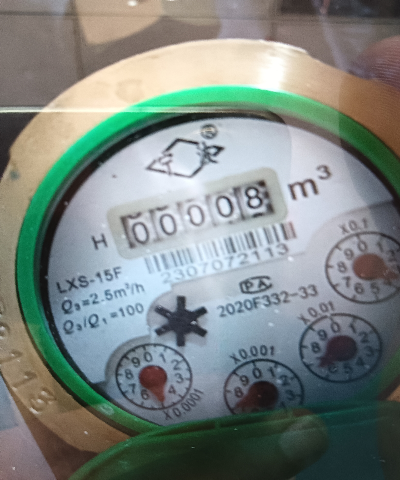 ®
H 00008 m³
2307072113
LXS-15F
Q₃=2.5m³/h
Q₃/Q₁=100
PA
2020F332-33
X0.1
X0.01
X0.001
X0.0001